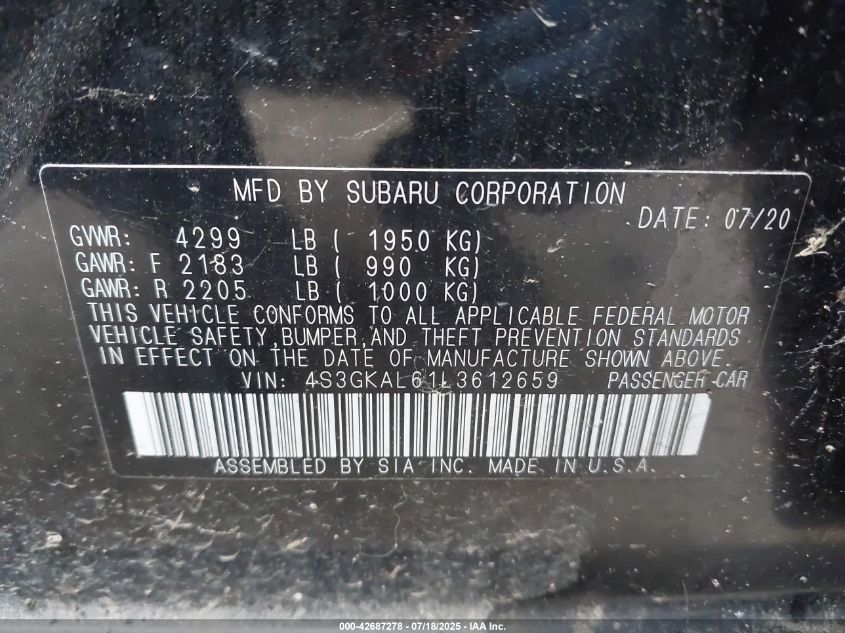 MFD BY SUBARU CORPORATION
DATE: 07/20
GVWR: 4299 LB ( 1950 KG)
GAWR: F 2183 LB ( 990 KG)
GAWR: R 2205 LB ( 1000 KG)
THIS VEHICLE CONFORMS TO ALL APPLICABLE FEDERAL MOTOR
VEHICLE SAFETY, BUMPER, AND THEFT PREVENTION STANDARDS
IN EFFECT ON THE DATE OF MANUFACTURE SHOWN ABOVE.
VIN: 4S3GKAL61L3612659 PASSENGER CAR
ASSEMBLED BY SIA INC. MADE IN U.S.A.
000-42687278 - 07/18/2025 - IAA Inc.